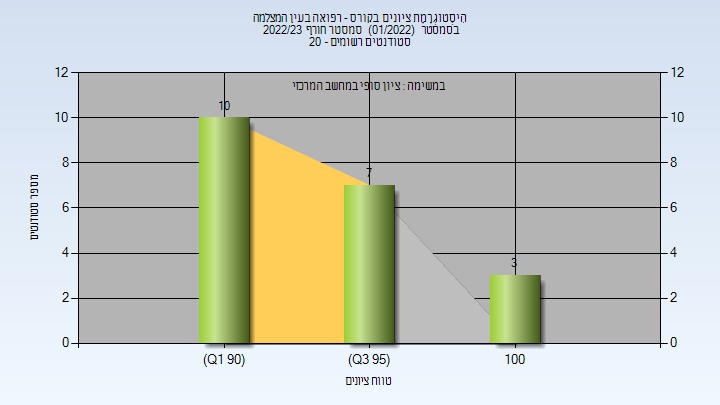 היסטוגרמת ציונים בקורס - רפואה בעין המצלמה
בסמסטר (01/2022) סמסטר חורף 2022/23
סטודנטים רשומים - 20
במשימה : ציון סופי במחשב המרכזי
12 12
10 10
8 8
6 6
4 4
2 2
0 0
10
7
3
מספר סטודנטים
(Q1 90) (Q3 95) 100
טווח ציונים